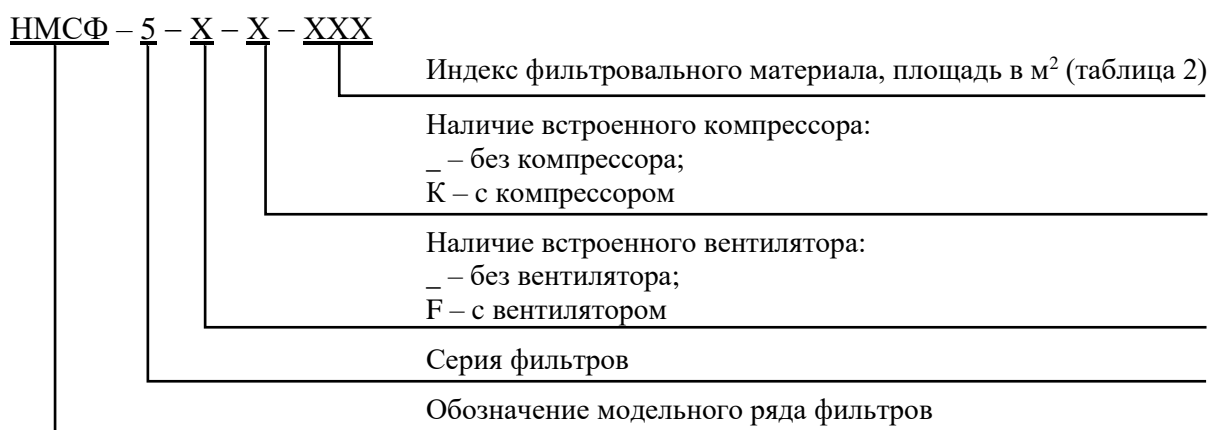 НМСФ – 5 – Х – Х – ХХХ
Индекс фильтровального материала, площадь в м² (таблица 2)
Наличие встроенного компрессора:
_ – без компрессора;
К – с компрессором
Наличие встроенного вентилятора:
_ – без вентилятора;
F – с вентилятором
Серия фильтров
Обозначение модельного ряда фильтров